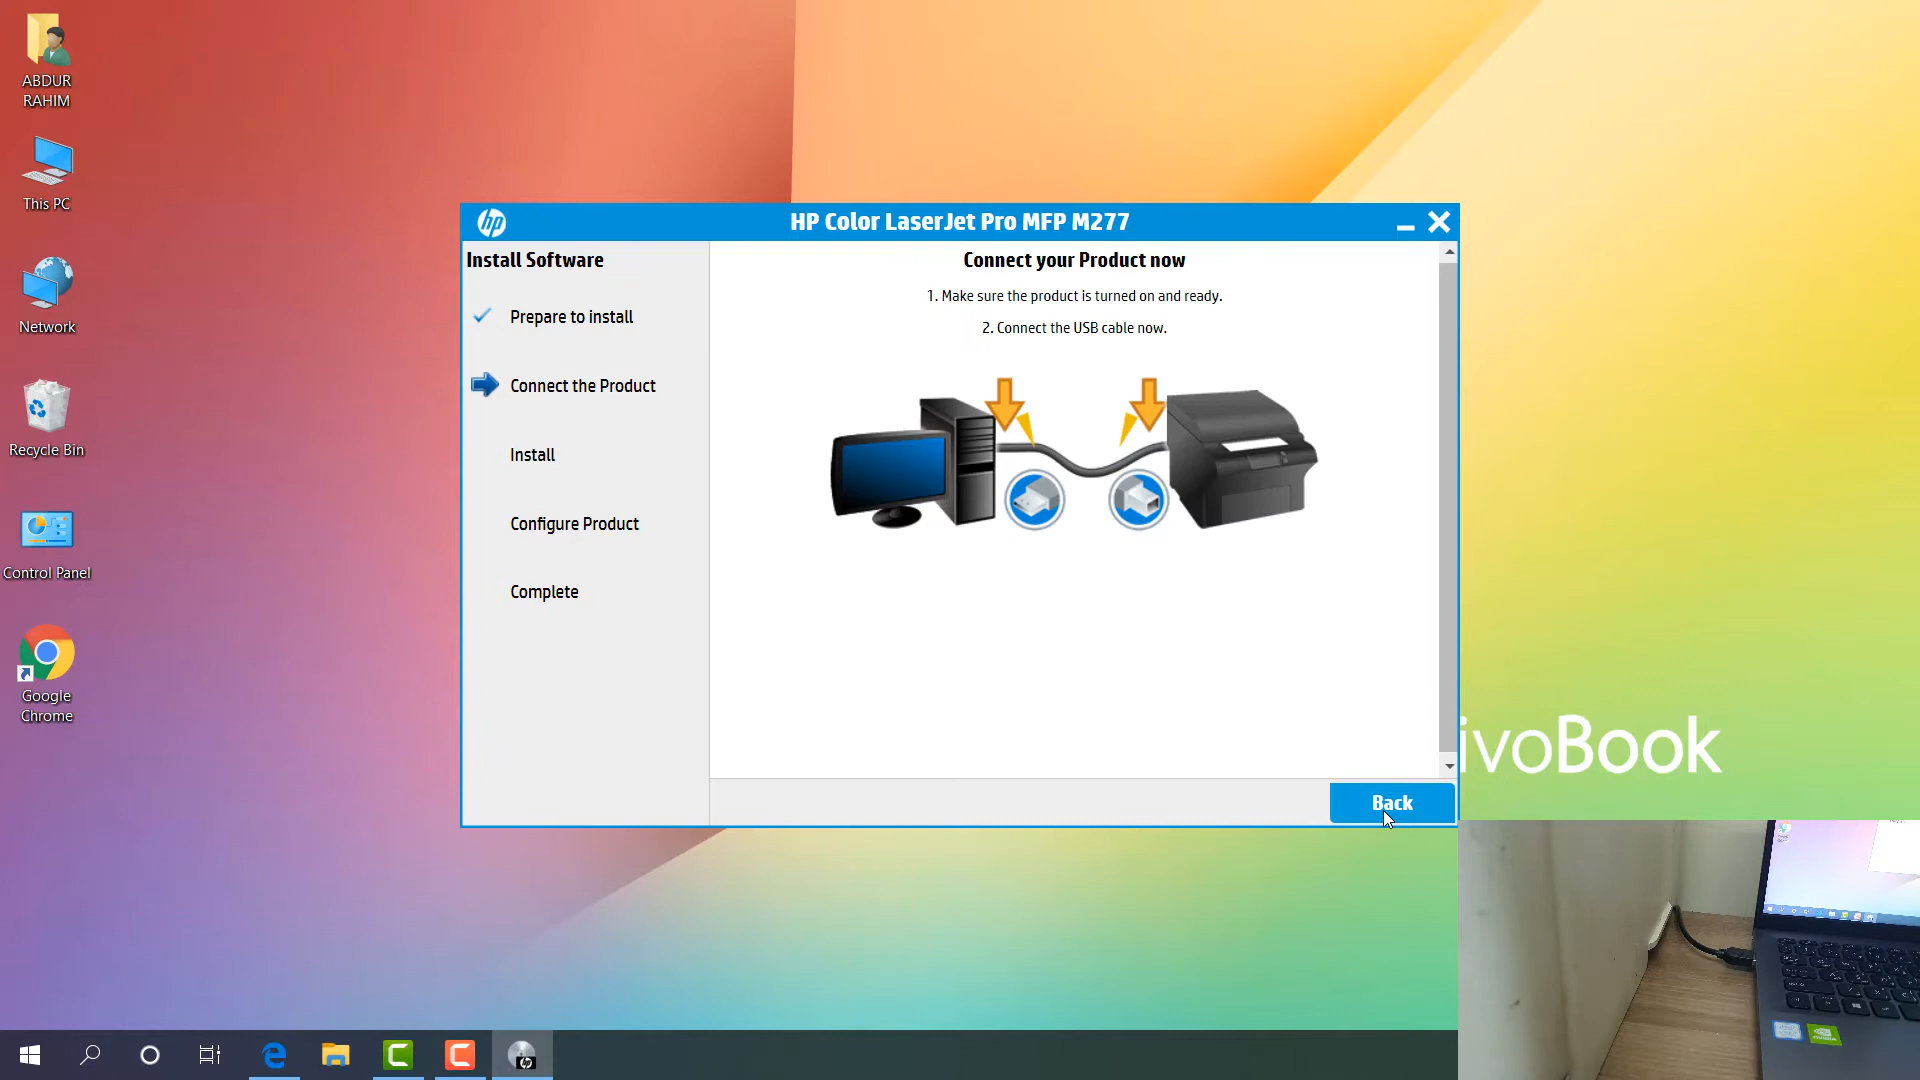 ABDUR
RAHIM
This PC
Network
Recycle Bin
Control Panel
Google
Chrome
hp
HP Color LaserJet Pro MFP M277
Install Software
Prepare to install
Connect the Product
Install
Configure Product
Complete
Connect your Product now
1. Make sure the product is turned on and ready.
2. Connect the USB cable now.
Back
ivoBook